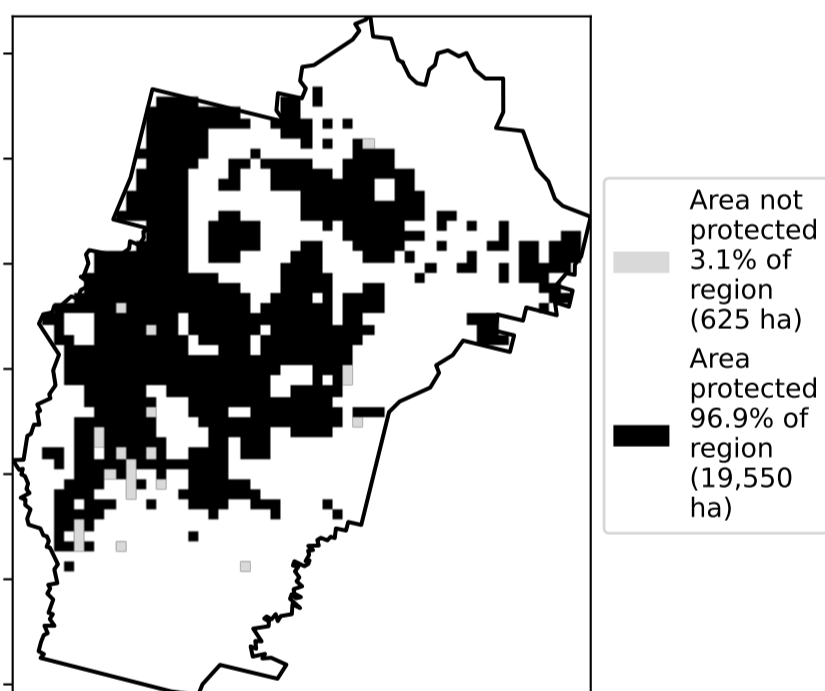 Area not
protected
3.1% of
region
(625 ha)
Area
protected
96.9% of
region
(19,550
ha)